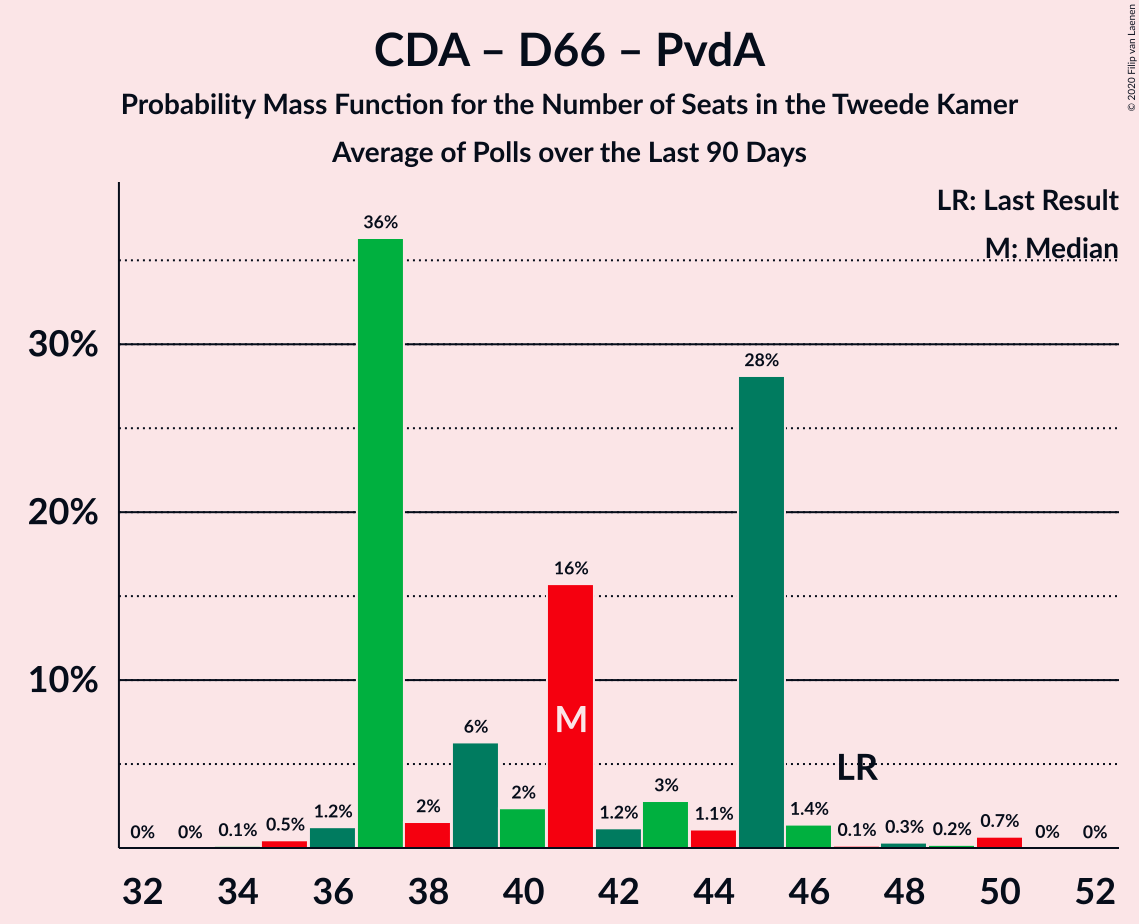 CDA – D66 – PvdA
Probability Mass Function for the Number of Seats in the Tweede Kamer
Average of Polls over the Last 90 Days
© 2020 Filip van Laenen
LR: Last Result
M: Median
30%
20%
10%
0%
0%
0.1%
0.5%
1.2%
36%
2%
6%
2%
16%
1.2%
3%
1.1%
28%
1.4%
0.1%
0.3%
0.2%
0.7%
0%
0%
M
LR
32 34 36 38 40 42 44 46 48 50 52